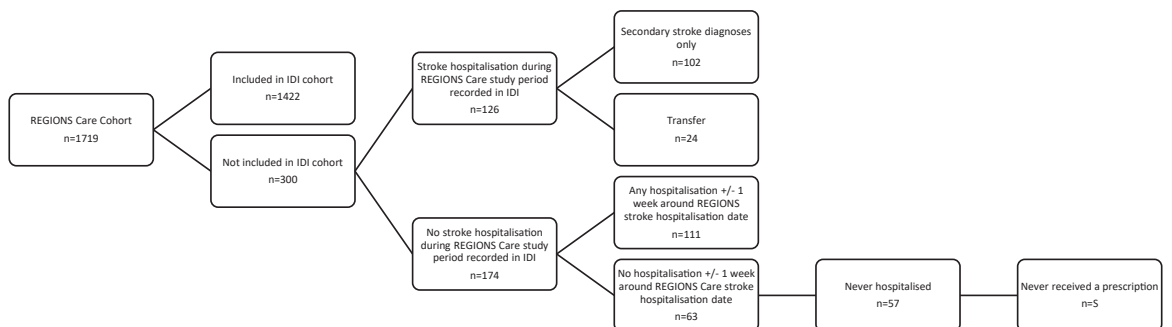 REGIONS Care Cohort
n=1719
Included in IDI cohort
n=1422
Not included in IDI cohort
n=300
Stroke hospitalisation during
REGIONS Care study period
recorded in IDI
n=126
No stroke hospitalisation
during REGIONS Care study
period recorded in IDI
n=174
Secondary stroke diagnoses
only
n=102
Transfer
n=24
Any hospitalisation +/- 1
week around REGIONS
stroke hospitalisation date
n=111
No hospitalisation +/- 1 week
around REGIONS Care stroke
hospitalisation date
n=63
Never hospitalised
n=57
Never received a prescription
n=S